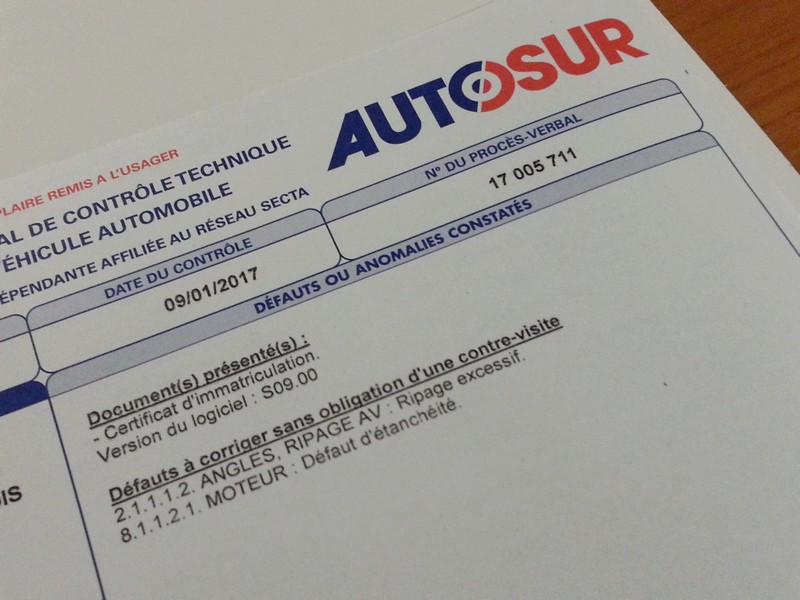 AUTOSUR
PLAIRE REMIS A L'USAGER
AL DE CONTRÔLE TECHNIQUE
ÉHICULE AUTOMOBILE
ÉPENDANTE AFFILIÉE AU RÉSEAU SECTA
N° DU PROCÈS-VERBAL
17 005 711
DATE DU CONTRÔLE
09/01/2017
DÉFAUTS OU ANOMALIES CONSTATÉS
Document(s) présenté(s) :
- Certificat d'immatriculation.
Version du logiciel : S09.00
Défauts à corriger sans obligation d'une contre-visite
2.1.1.1.2. ANGLES, RIPAGE AV : Ripage excessif.
8.1.1.2.1. MOTEUR : Défaut d'étanchéité.
IS